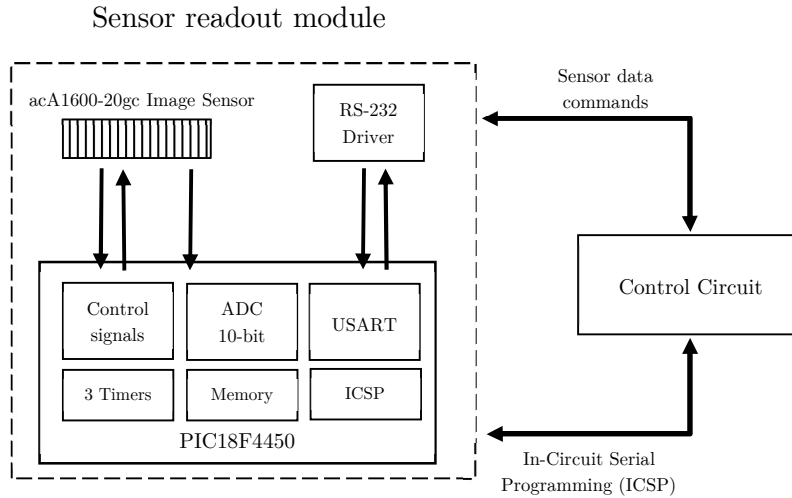 Sensor readout module
acA1600-20gc Image Sensor
RS-232
Driver
Sensor data
commands
Control
signals
ADC
10-bit
USART
3 Timers
Memory
ICSP
PIC18F4450
Control Circuit
In-Circuit Serial
Programming (ICSP)